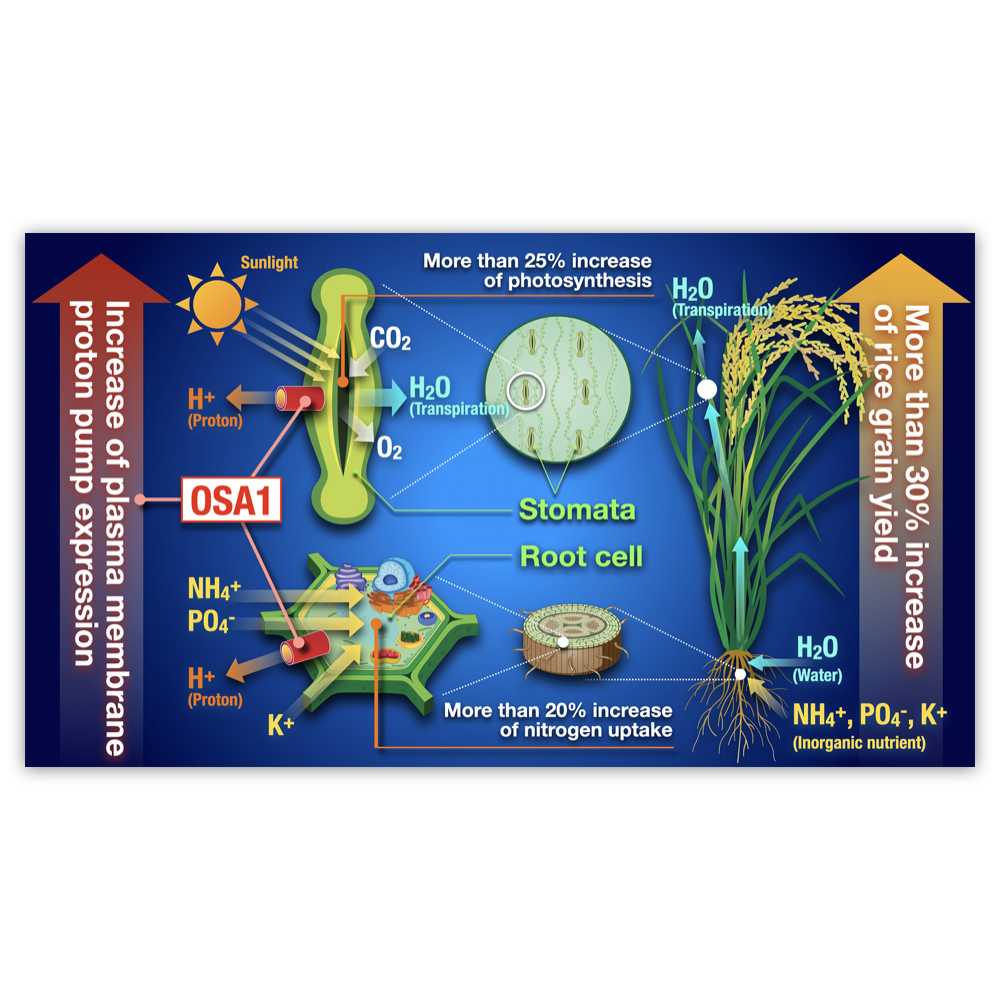 Increase of plasma membrane
proton pump expression
Sunlight
More than 25% increase
of photosynthesis
CO₂
H+
(Proton)
H₂O
(Transpiration)
O₂
OSA1
Stomata
Root cell
NH₄⁺
PO₄⁻
H+
(Proton)
K+
More than 20% increase
of nitrogen uptake
H₂O
(Transpiration)
H₂O
(Water)
NH₄⁺, PO₄⁻, K+
(Inorganic nutrient)
More than 30% increase
of rice grain yield